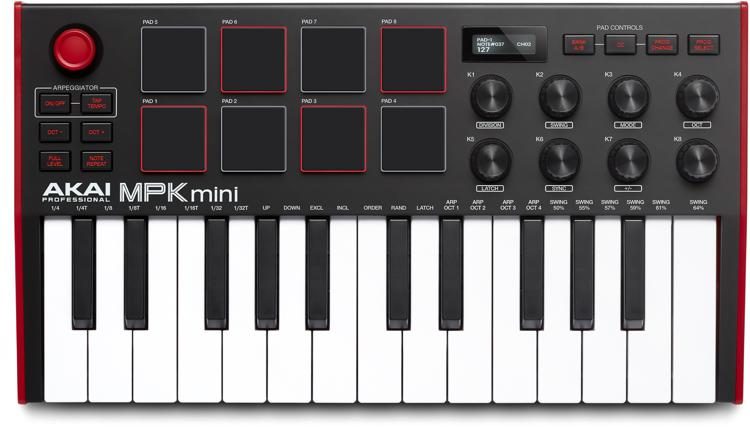 PAD 5 PAD 6 PAD 7 PAD 8
PAD-1
NOTE#037 CH02
127
PAD CONTROLS
BANK A/B
CC
PROG CHANGE
PROG SELECT
ARPEGGIATOR
ON/OFF
TAP TEMPO
K1 K2 K3 K4
DIVISION SWING MODE OCT
PAD 1 PAD 2 PAD 3 PAD 4
OCT - OCT +
FULL LEVEL
NOTE REPEAT
K5 K6 K7 K8
LATCH SYNC +/-
AKAI
PROFESSIONAL
MPK mini
1/4 1/4T 1/8 1/8T 1/16 1/16T 1/32 1/32T UP DOWN EXCL INCL ORDER RAND LATCH ARP OCT 1 ARP OCT 2 ARP OCT 3 ARP OCT 4 SWING 50% SWING 55% SWING 57% SWING 59% SWING 61% SWING 64%